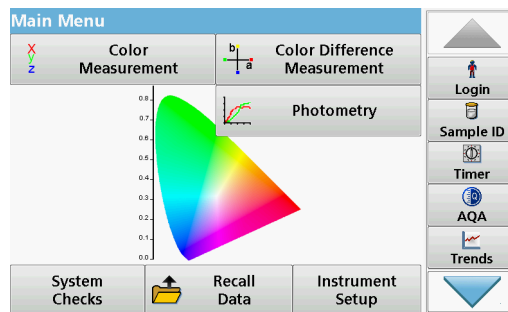 Main Menu
X
Y
Z
Color
Measurement
b
a
Color Difference
Measurement
Photometry
0.8
0.7
0.6
0.5
0.4
0.3
0.2
0.1
0.0
System
Checks
Recall
Data
Instrument
Setup
Login
Sample ID
Timer
AQA
Trends